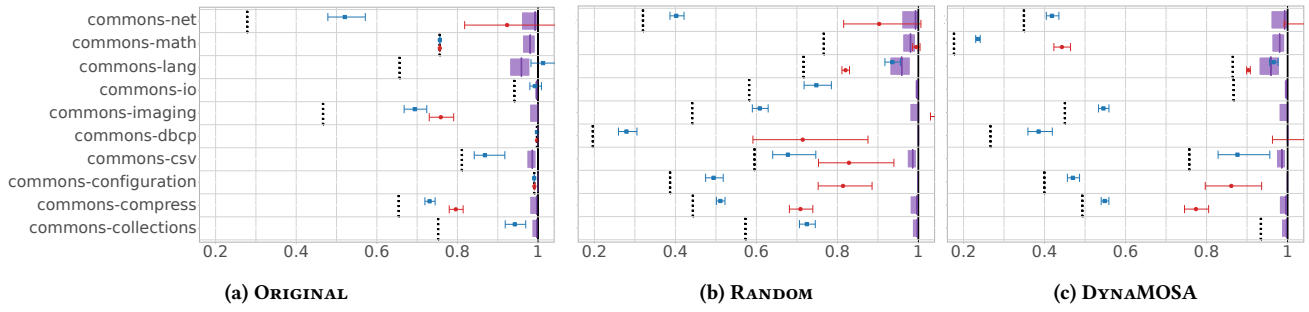 commons-net
commons-math
commons-lang
commons-io
commons-imaging
commons-dbcp
commons-csv
commons-configuration
commons-compress
commons-collections
0.2 0.4 0.6 0.8 1
0.2 0.4 0.6 0.8 1
0.2 0.4 0.6 0.8 1
(a) ORIGINAL
(b) RANDOM
(c) DYNAMOSA